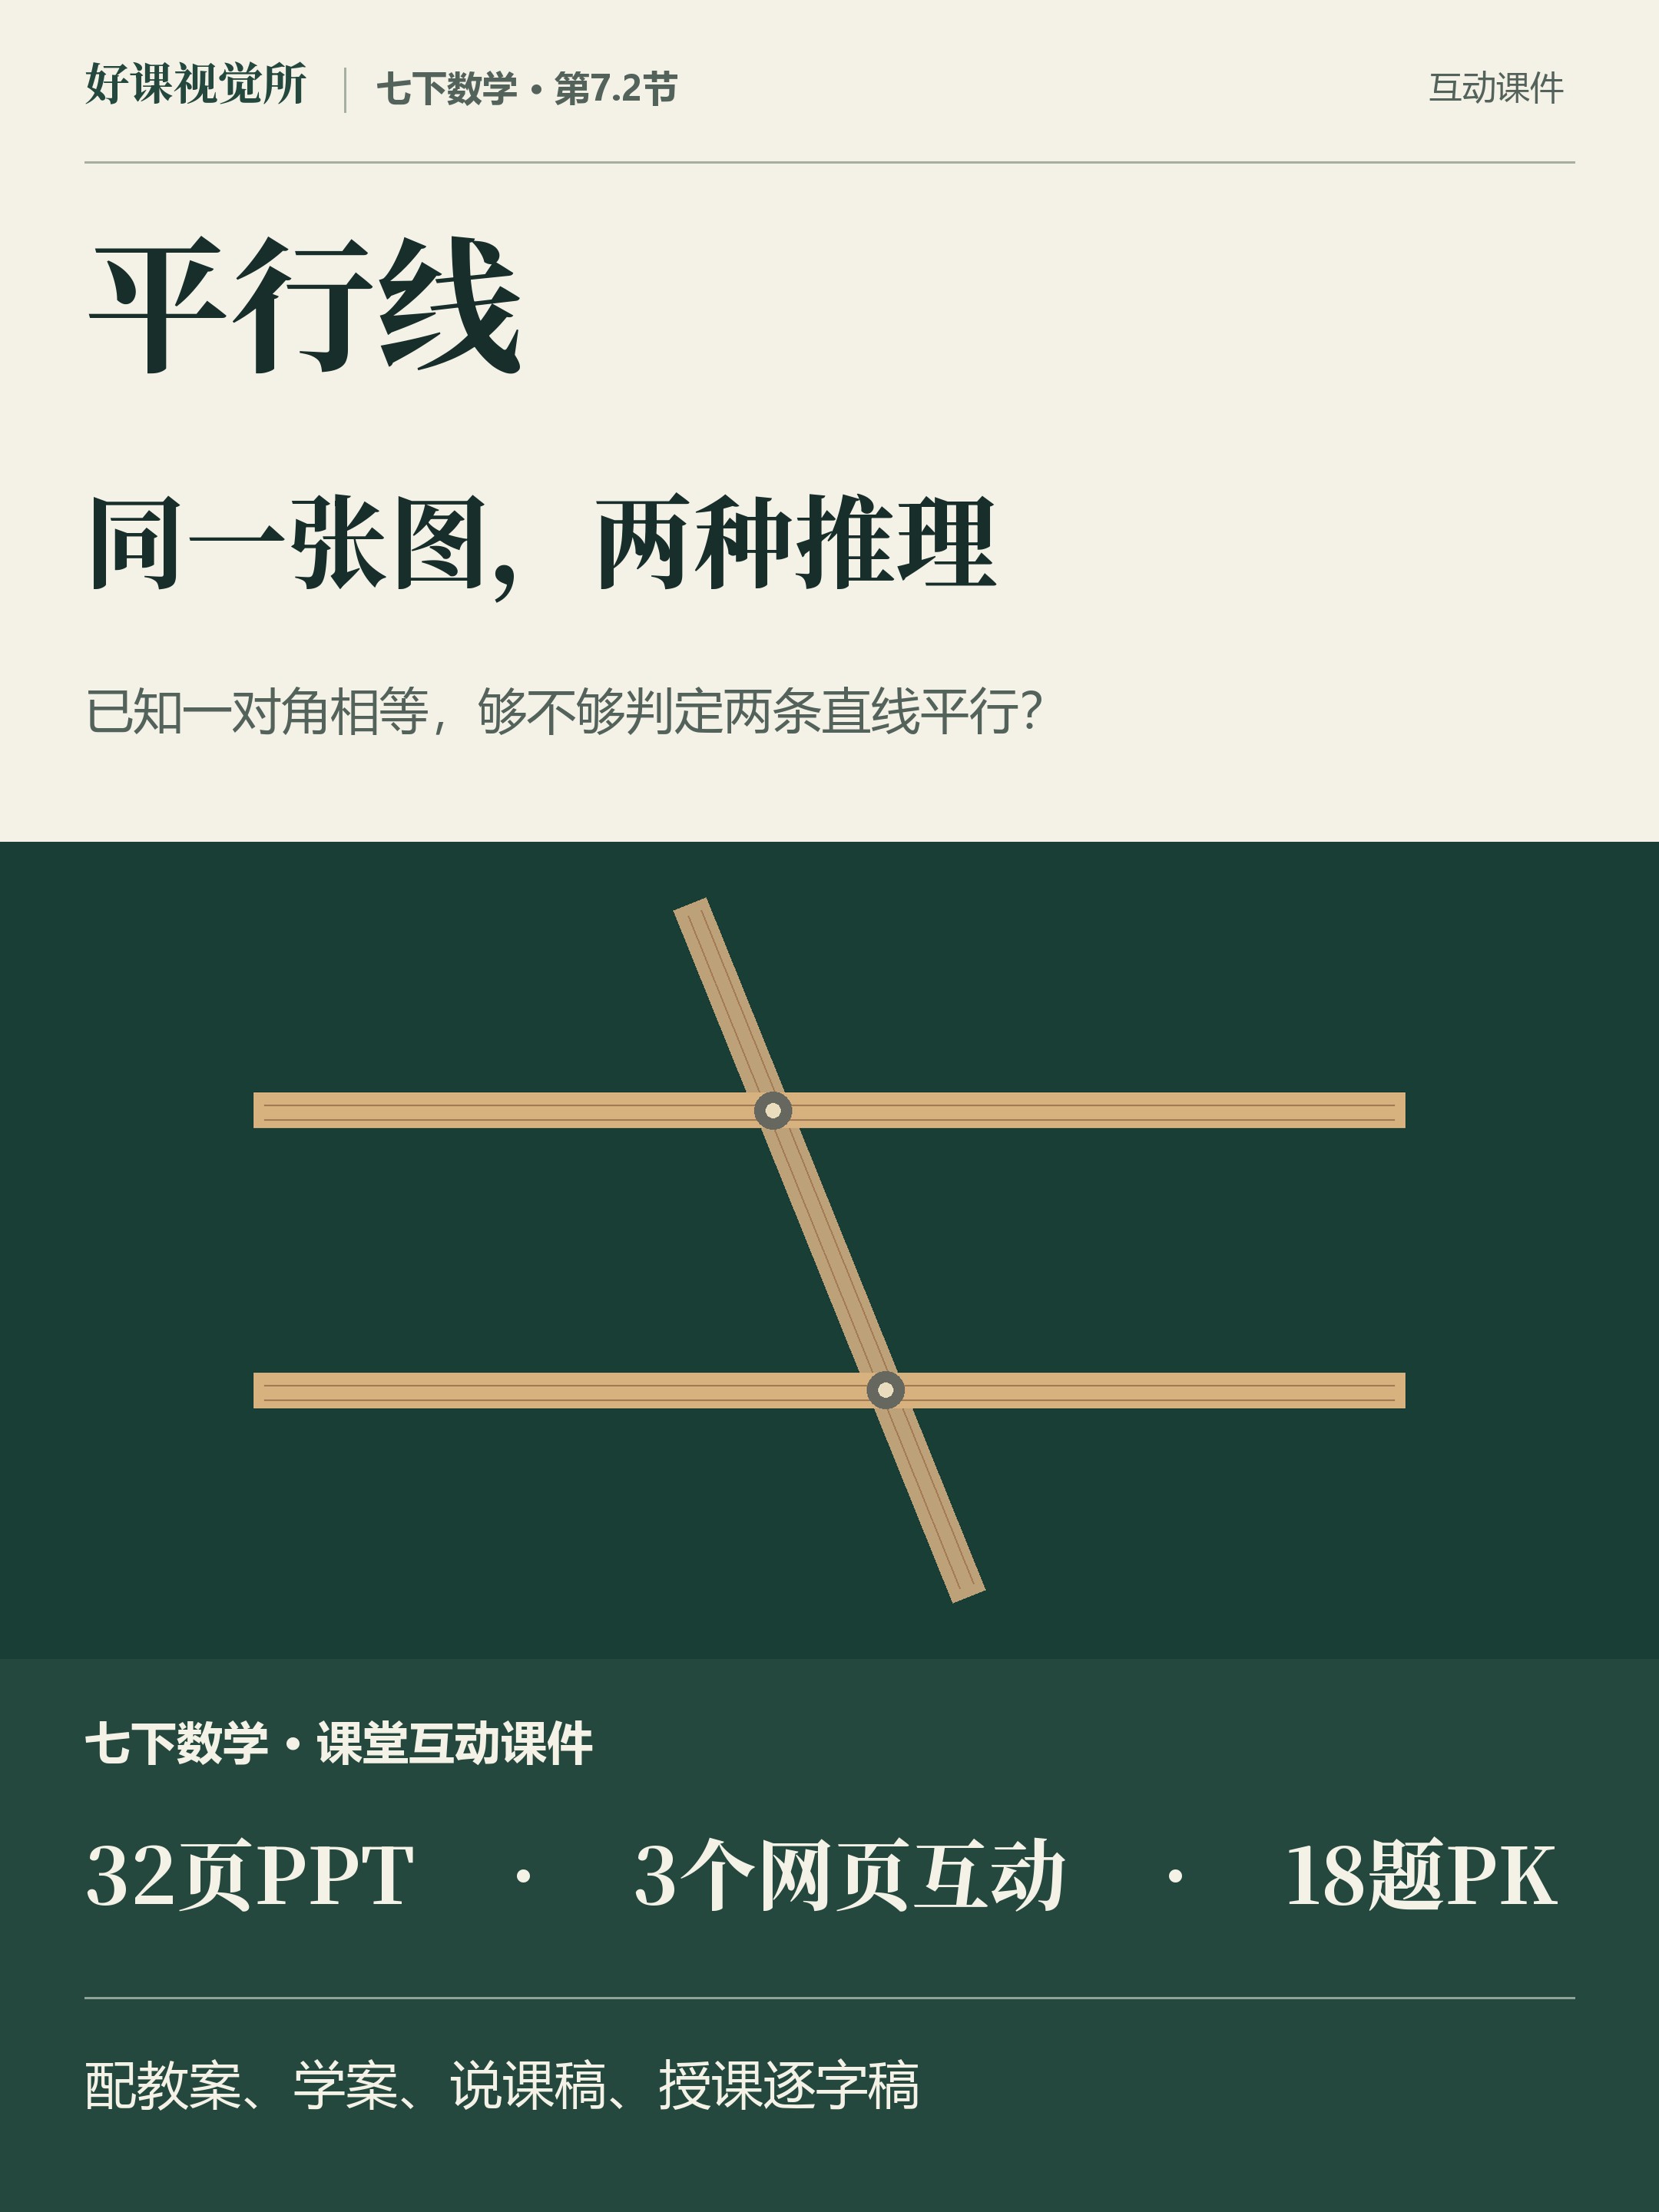 好课视觉所 | 七下数学·第7.2节 互动课件
平行线
同一张图，两种推理
已知一对角相等，够不够判定两条直线平行？
七下数学·课堂互动课件
32页PPT · 3个网页互动 · 18题PK
配教案、学案、说课稿、授课逐字稿